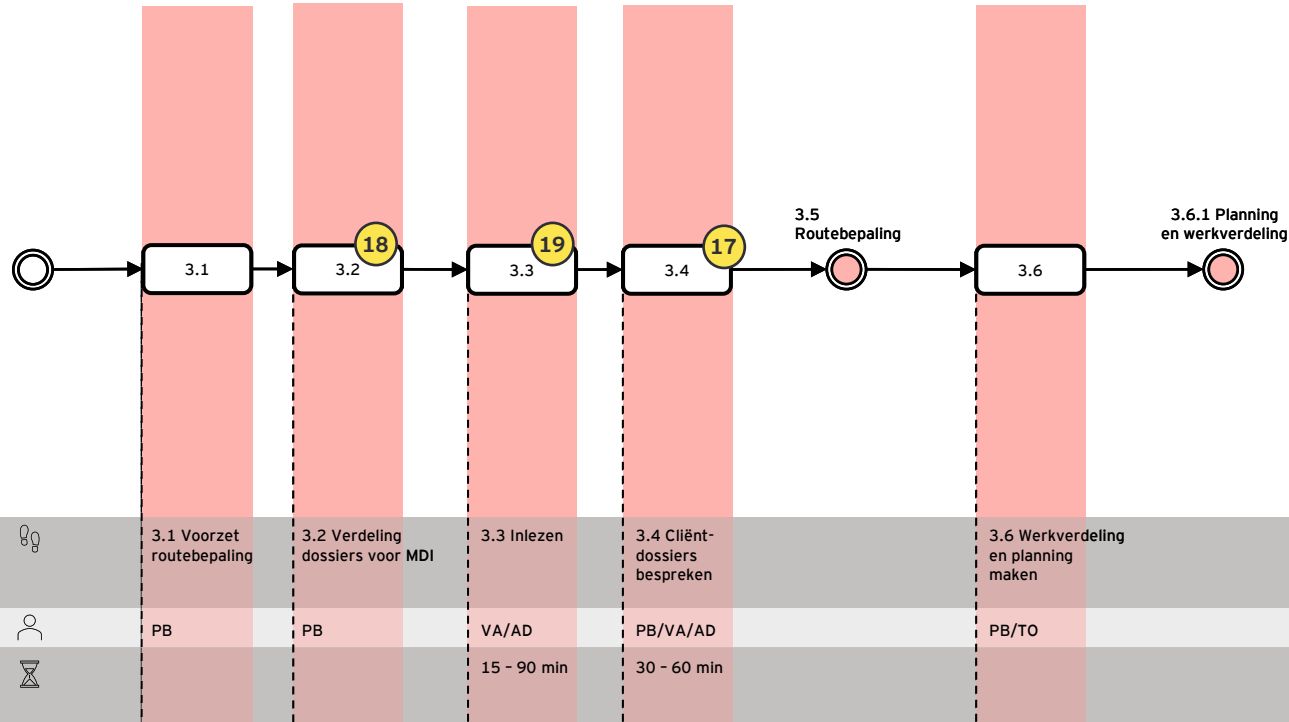 3.5
Routebepaling
3.6.1 Planning
en werkverdeling
18
19
17
3.1
3.2
3.3
3.4
3.6
3.1 Voorzet
routebepaling
3.2 Verdeling
dossiers voor MDI
3.3 Inlezen
3.4 Cliënt-
dossiers
bespreken
3.6 Werkverdeling
en planning
maken
PB
PB
VA/AD
PB/VA/AD
PB/TO
15 – 90 min
30 – 60 min